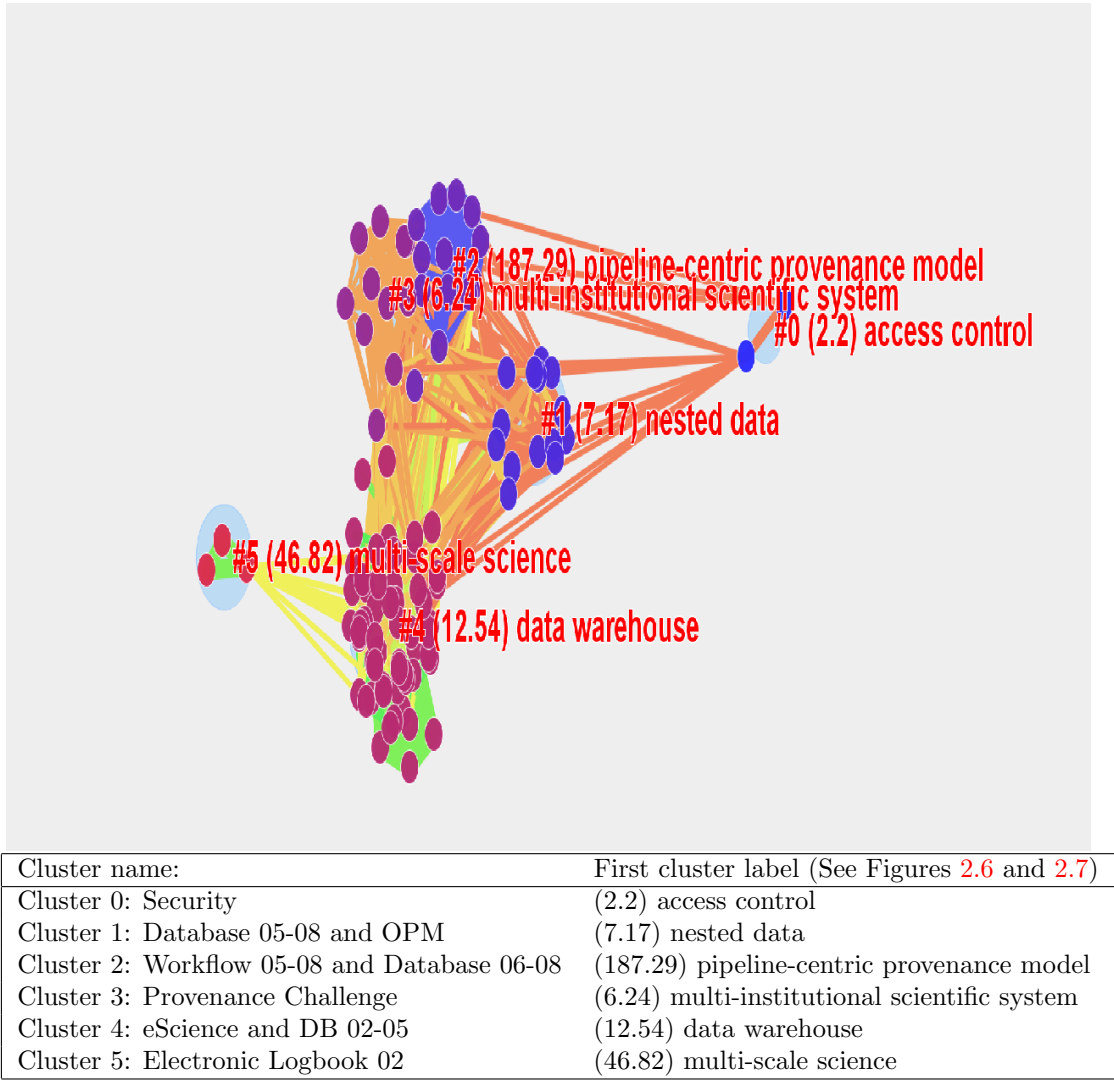 #2 (187.29) pipeline-centric provenance model
#3 (6.24) multi-institutional scientific system
#0 (2.2) access control
#1 (7.17) nested data
#5 (46.82) multi-scale science
#4 (12.54) data warehouse
Cluster name: First cluster label (See Figures 2.6 and 2.7)
Cluster 0: Security (2.2) access control
Cluster 1: Database 05-08 and OPM (7.17) nested data
Cluster 2: Workflow 05-08 and Database 06-08 (187.29) pipeline-centric provenance model
Cluster 3: Provenance Challenge (6.24) multi-institutional scientific system
Cluster 4: eScience and DB 02-05 (12.54) data warehouse
Cluster 5: Electronic Logbook 02 (46.82) multi-scale science